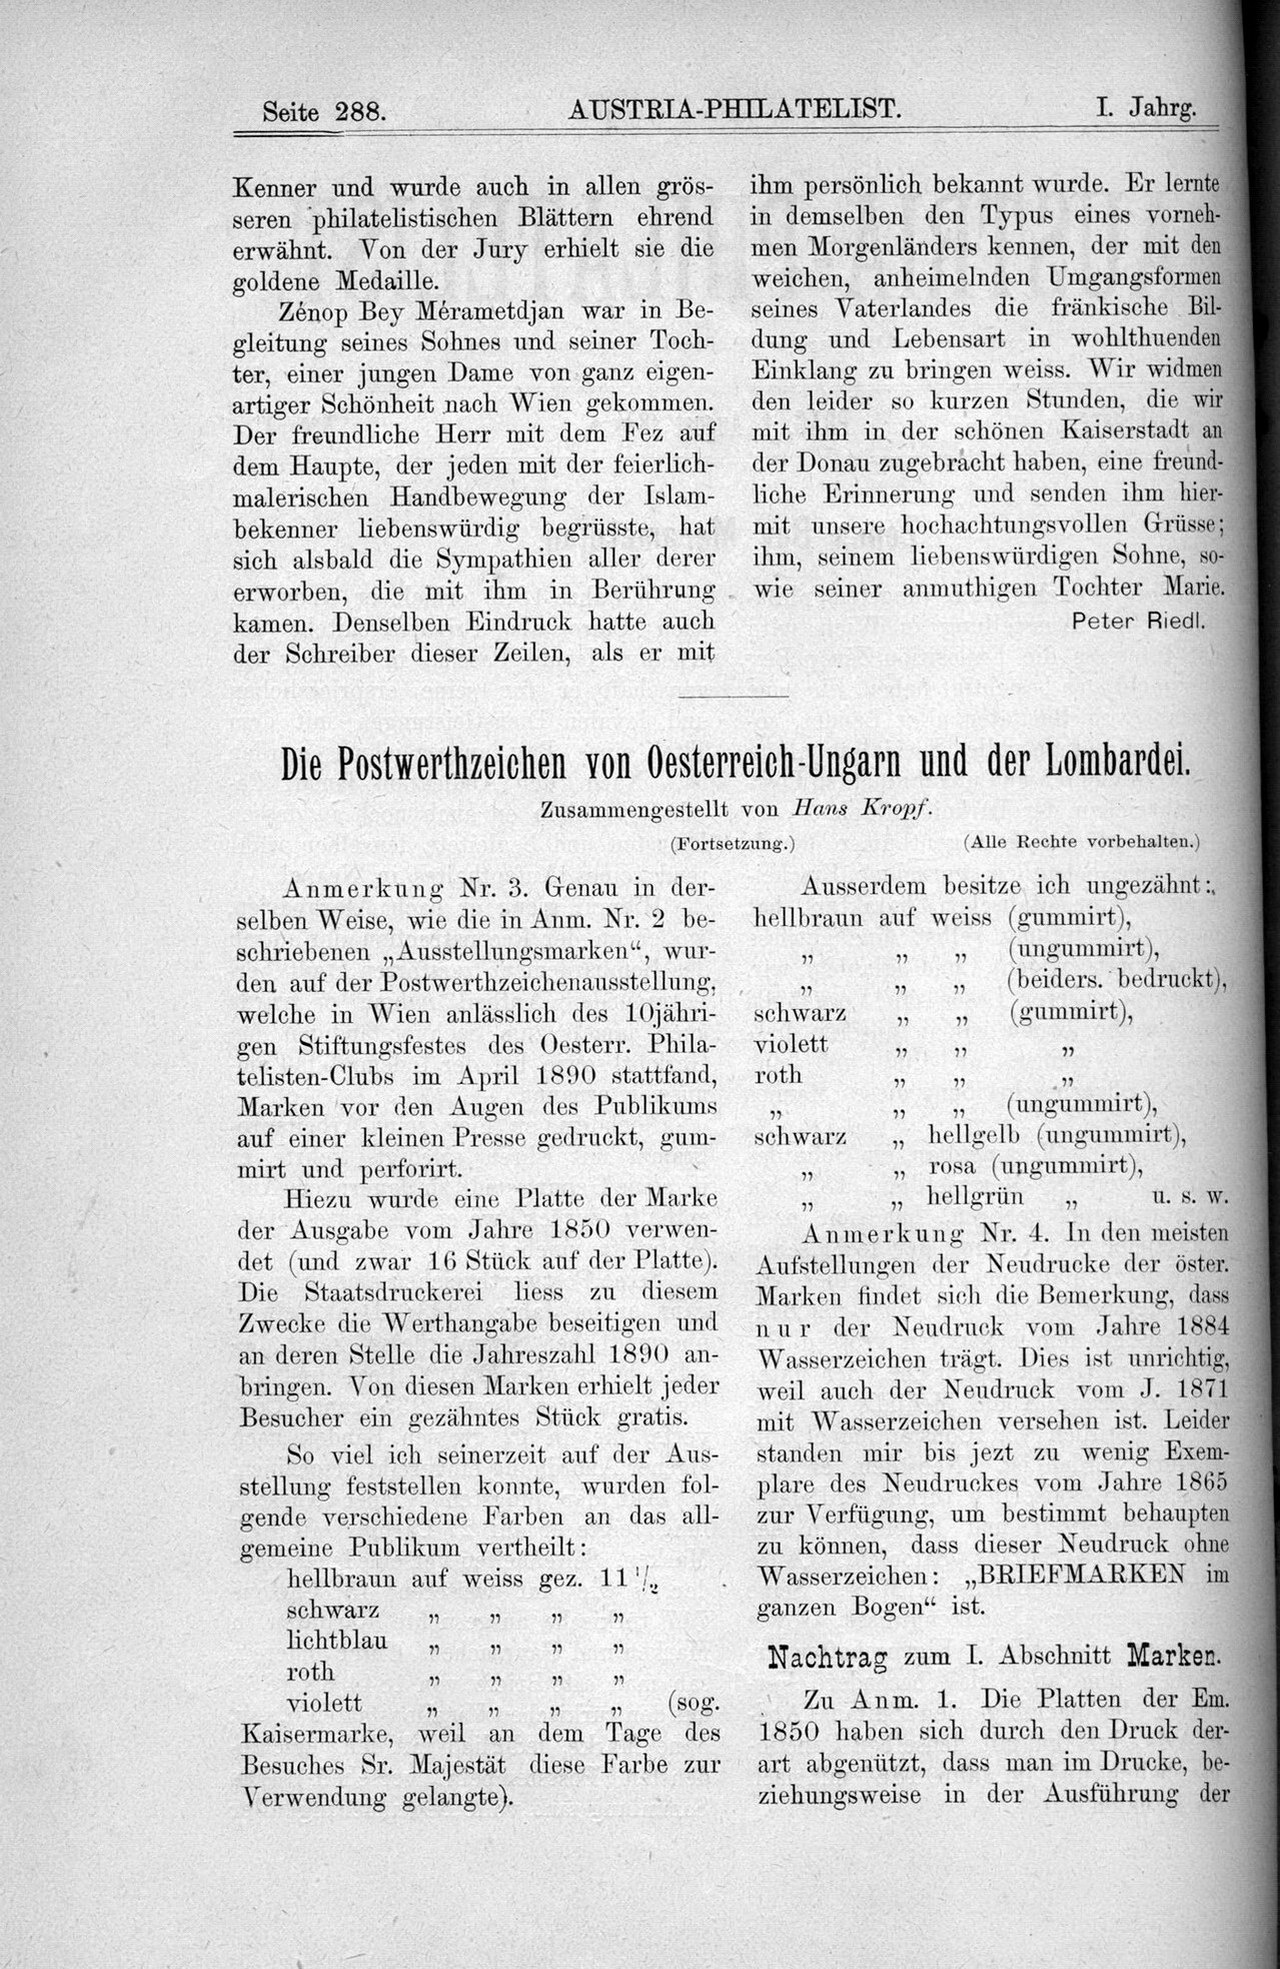 Seite 288. AUSTRIA-PHILATELIST. I. Jahrg.
Kenner und wurde auch in allen grös-
seren philatelistischen Blättern ehrend
erwähnt. Von der Jury erhielt sie die
goldene Medaille.
Zénop Bey Mérametdjan war in Be-
gleitung seines Sohnes und seiner Toch-
ter, einer jungen Dame von ganz eigen-
artiger Schönheit nach Wien gekommen.
Der freundliche Herr mit dem Fez auf
dem Haupte, der jeden mit der feierlich-
malerischen Handbewegung der Islam-
bekenner liebenswürdig begrüsste, hat
sich alsbald die Sympathien aller derer
erworben, die mit ihm in Berührung
kamen. Denselben Eindruck hatte auch
der Schreiber dieser Zeilen, als er mit
ihm persönlich bekannt wurde. Er lernte
in demselben den Typus eines vorneh-
men Morgenländers kennen, der mit den
weichen, anheimelnden Umgangsformen
seines Vaterlandes die fränkische Bil-
dung und Lebensart in wohlthuenden
Einklang zu bringen weiss. Wir widmen
den leider so kurzen Stunden, die wir
mit ihm in der schönen Kaiserstadt an
der Donau zugebracht haben, eine freund-
liche Erinnerung und senden ihm hier-
mit unsere hochachtungsvollen Grüsse;
ihm, seinem liebenswürdigen Sohne, so-
wie seiner anmuthigen Tochter Marie.
Peter Riedl.
Die Postwerthzeichen von Oesterreich-Ungarn und der Lombardei.
Zusammengestellt von Hans Kropf.
(Fortsetzung.) (Alle Rechte vorbehalten.)
Anmerkung Nr. 3. Genau in der-
selben Weise, wie die in Anm. Nr. 2 be-
schriebenen „Ausstellungsmarken“, wur-
den auf der Postwerthzeichenausstellung,
welche in Wien anlässlich des 10jähri-
gen Stiftungsfestes des Oesterr. Phila-
telisten-Clubs im April 1890 stattfand,
Marken vor den Augen des Publikums
auf einer kleinen Presse gedruckt, gum-
mirt und perforirt.
Hiezu wurde eine Platte der Marke
der Ausgabe vom Jahre 1850 verwen-
det (und zwar 16 Stück auf der Platte).
Die Staatsdruckerei liess zu diesem
Zwecke die Werthangabe beseitigen und
an deren Stelle die Jahreszahl 1890 an-
bringen. Von diesen Marken erhielt jeder
Besucher ein gezähntes Stück gratis.
So viel ich seinerzeit auf der Aus-
stellung feststellen konnte, wurden fol-
gende verschiedene Farben an das all-
gemeine Publikum vertheilt:
hellbraun auf weiss gez. 11 1/2
schwarz „ „ „ „
lichtblau „ „ „ „
roth „ „ „ „
violett „ „ „ „ (sog.
Kaisermarke, weil an dem Tage des
Besuches Sr. Majestät diese Farbe zur
Verwendung gelangte).
Ausserdem besitze ich ungezähnt:
hellbraun auf weiss (gummirt),
„ „ „ (ungummirt),
„ „ „ (beiders. bedruckt),
schwarz „ „ (gummirt),
violett „ „ „
roth „ „ „
„ „ „ (ungummirt),
schwarz „ hellgelb (ungummirt),
„ „ rosa (ungummirt),
„ „ hellgrün „ u. s. w.
Anmerkung Nr. 4. In den meisten
Aufstellungen der Neudrucke der öster.
Marken findet sich die Bemerkung, dass
nur der Neudruck vom Jahre 1884
Wasserzeichen trägt. Dies ist unrichtig,
weil auch der Neudruck vom J. 1871
mit Wasserzeichen versehen ist. Leider
standen mir bis jezt zu wenig Exem-
plare des Neudruckes vom Jahre 1865
zur Verfügung, um bestimmt behaupten
zu können, dass dieser Neudruck ohne
Wasserzeichen: „BRIEFMARKEN im
ganzen Bogen“ ist.
Nachtrag zum I. Abschnitt Marken.
Zu Anm. 1. Die Platten der Em.
1850 haben sich durch den Druck der-
art abgenützt, dass man im Drucke, be-
ziehungsweise in der Ausführung der